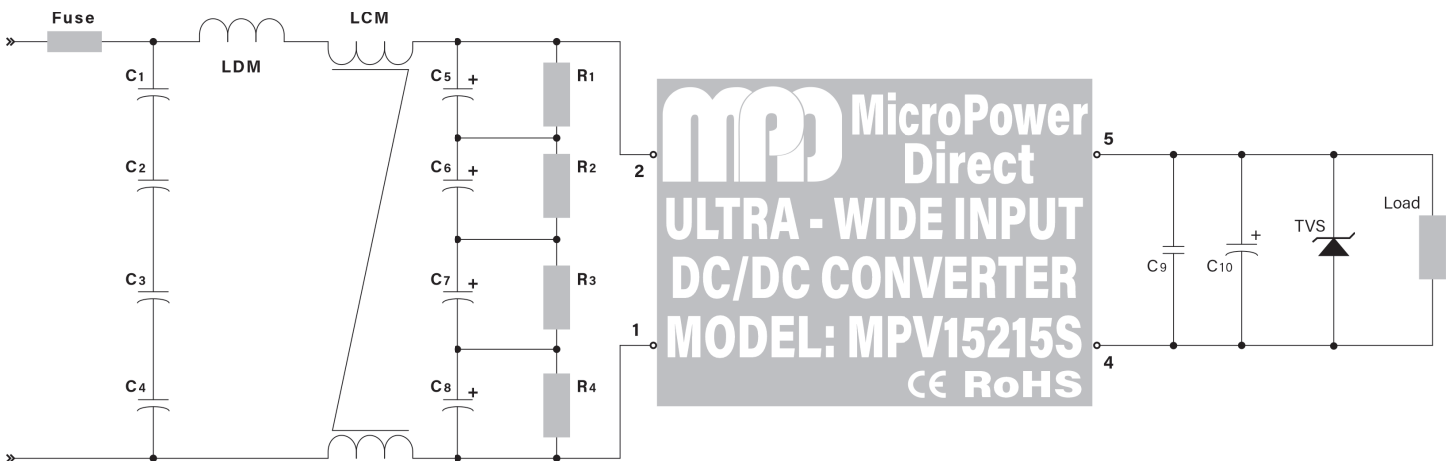 Fuse
LCM
LDM
C1
C2
C3
C4
C5 +
C6 +
C7 +
C8 +
R1
R2
R3
R4
2
1
MPD MicroPower
Direct
ULTRA - WIDE INPUT
DC/DC CONVERTER
MODEL: MPV15215S
CE RoHS
5
4
C9
C10 +
TVS
Load